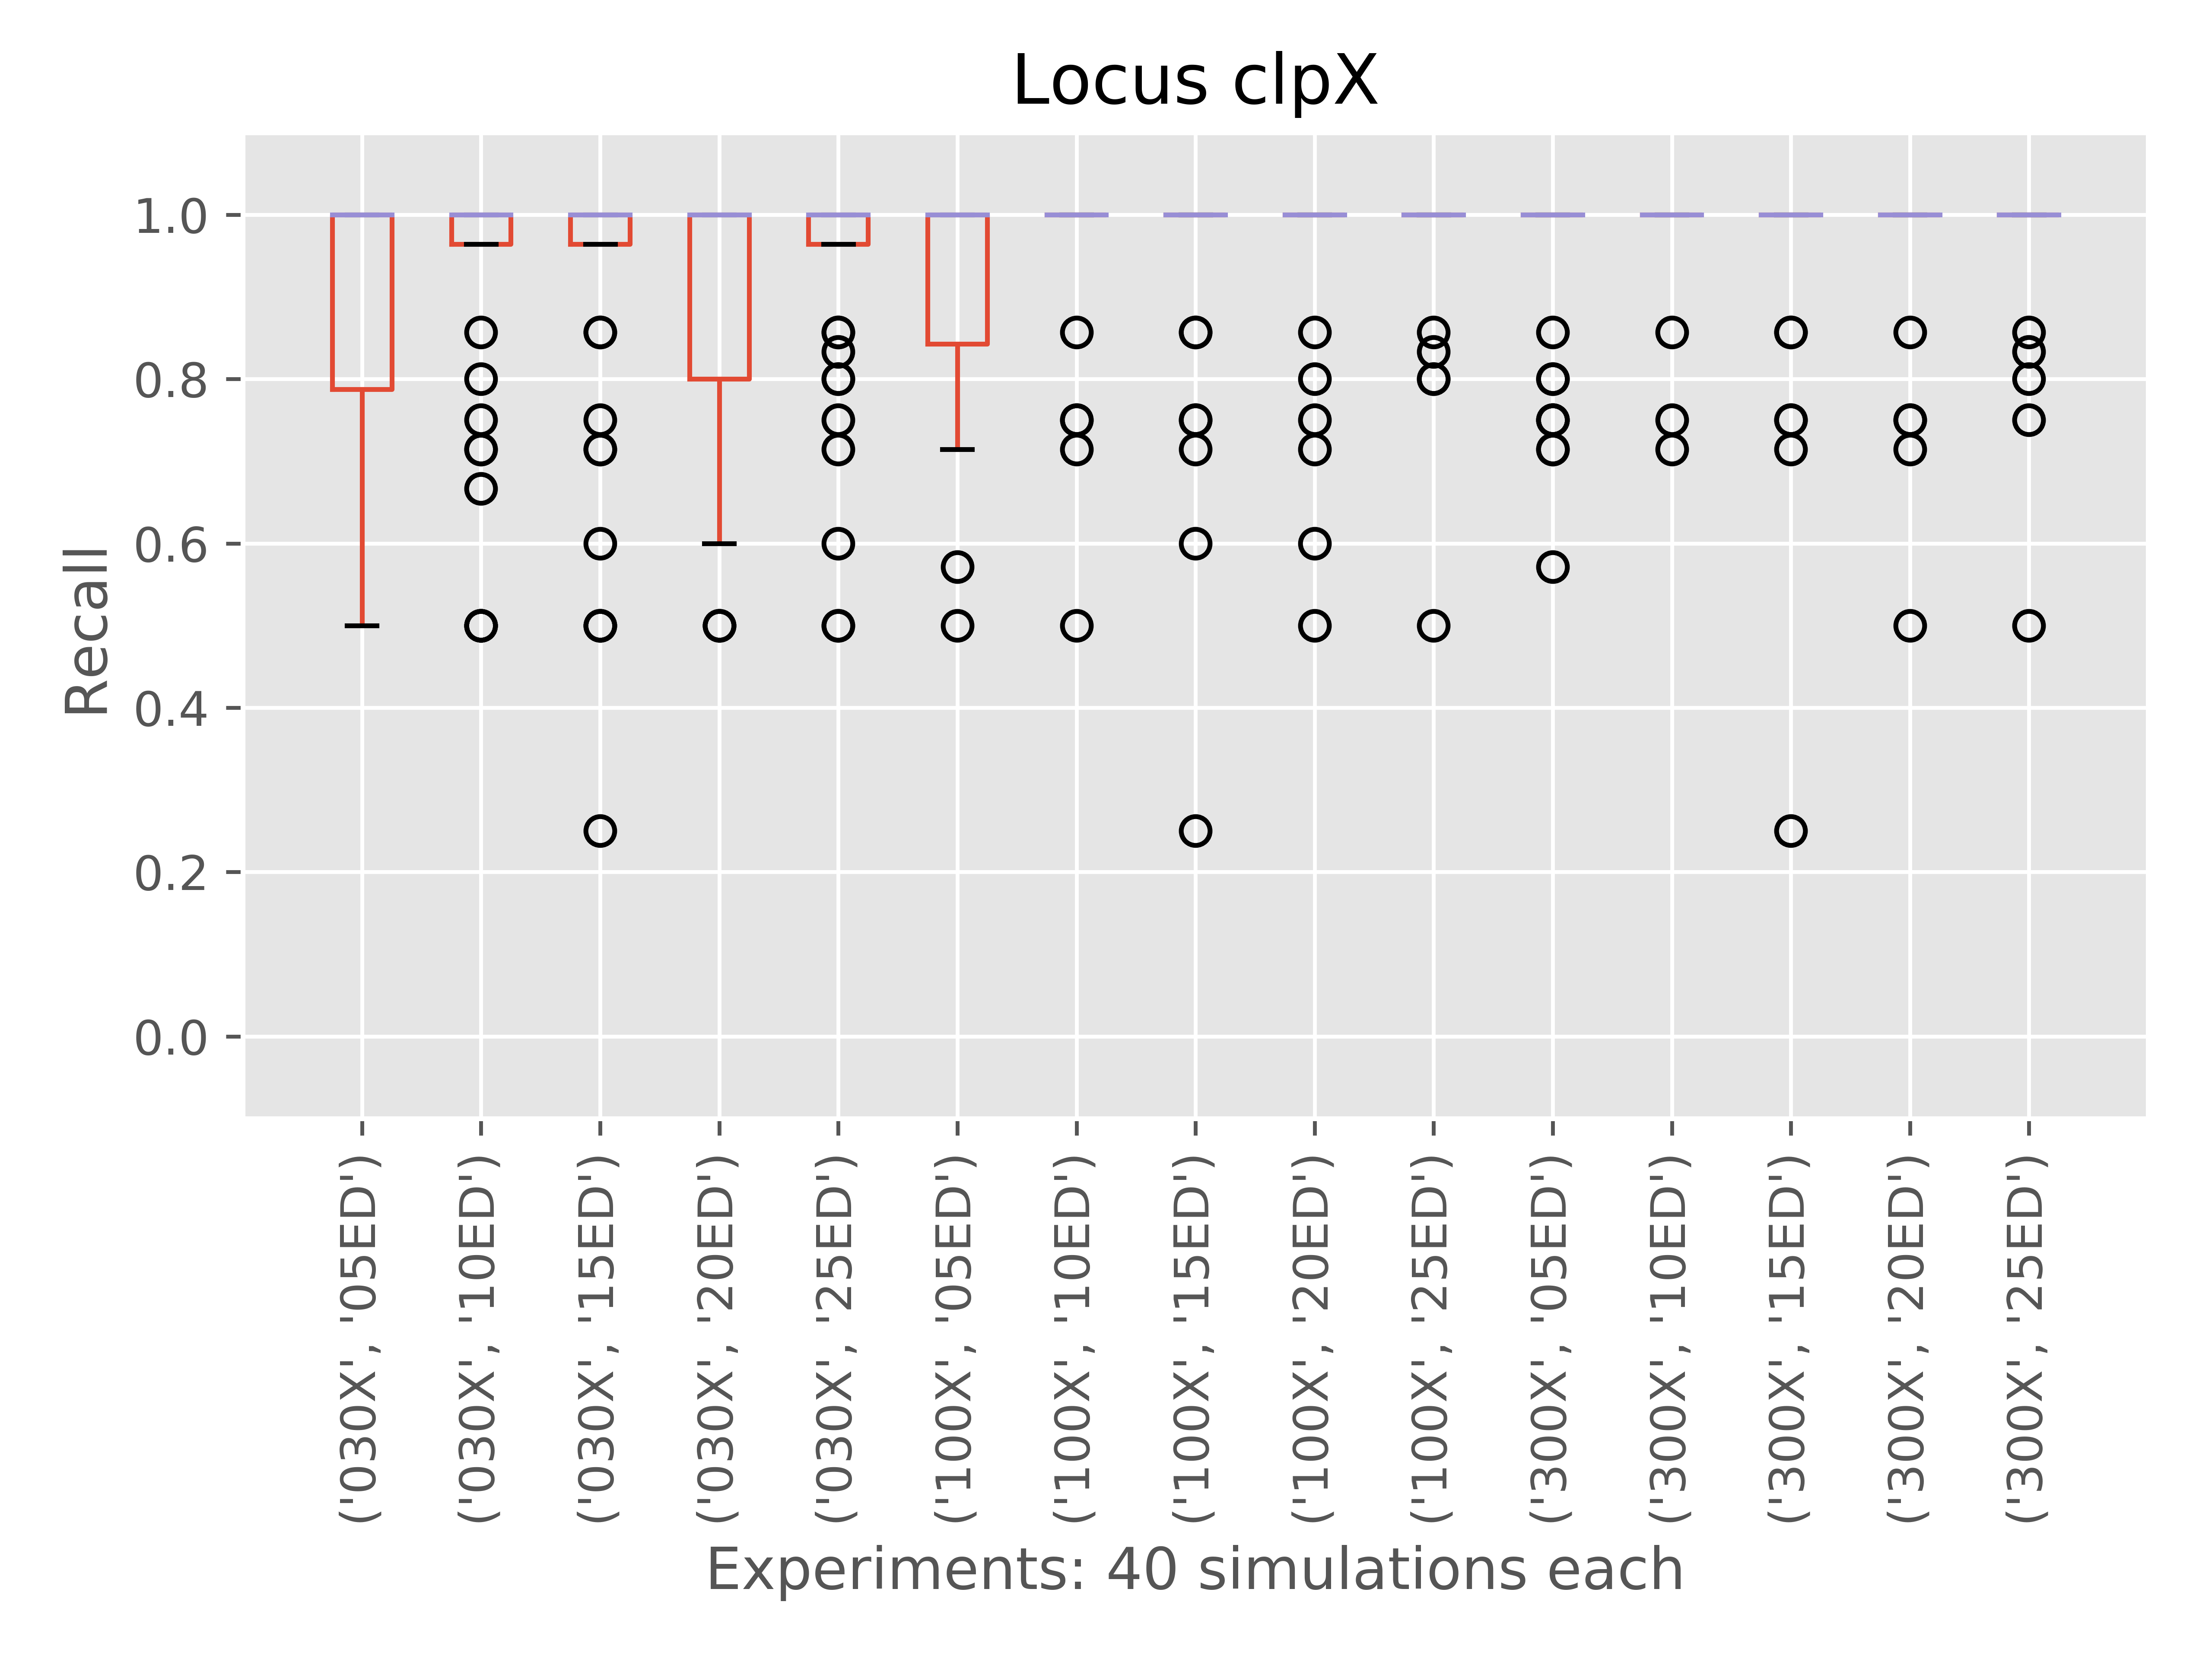 Locus clpX
Recall
1.0
0.8
0.6
0.4
0.2
0.0
('030X', '05ED')
('030X', '10ED')
('030X', '15ED')
('030X', '20ED')
('030X', '25ED')
('100X', '05ED')
('100X', '10ED')
('100X', '15ED')
('100X', '20ED')
('100X', '25ED')
('300X', '05ED')
('300X', '10ED')
('300X', '15ED')
('300X', '20ED')
('300X', '25ED')
Experiments: 40 simulations each